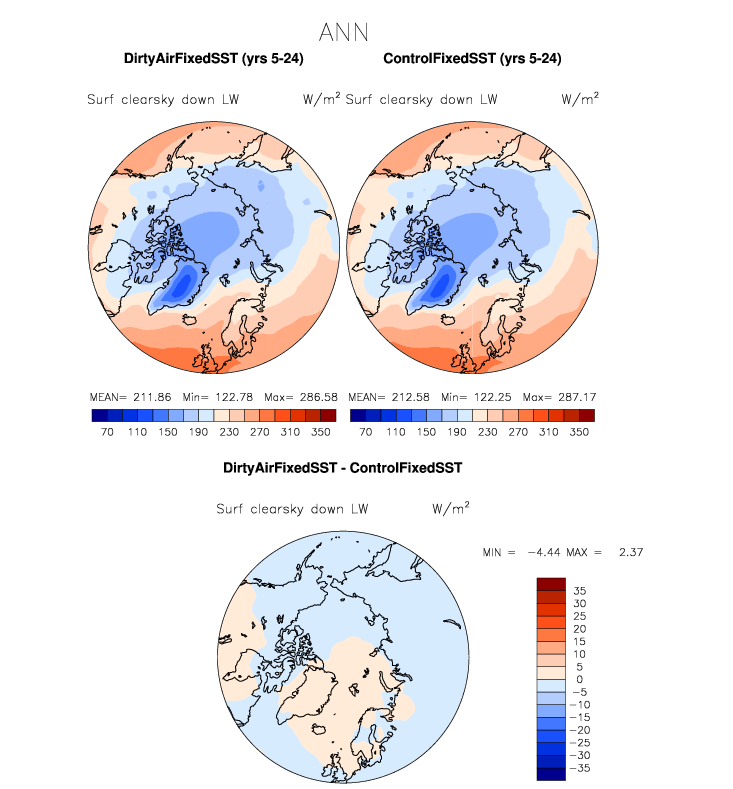 ANN
DirtyAirFixedSST (yrs 5-24)
ControlFixedSST (yrs 5-24)
Surf clearsky down LW W/m²
Surf clearsky down LW W/m²
MEAN= 211.86 Min= 122.78 Max= 286.58
MEAN= 212.58 Min= 122.25 Max= 287.17
70 110 150 190 230 270 310 350
70 110 150 190 230 270 310 350
DirtyAirFixedSST - ControlFixedSST
Surf clearsky down LW W/m²
MIN = -4.44 MAX = 2.37
35
30
25
20
15
10
5
0
-5
-10
-15
-20
-25
-30
-35